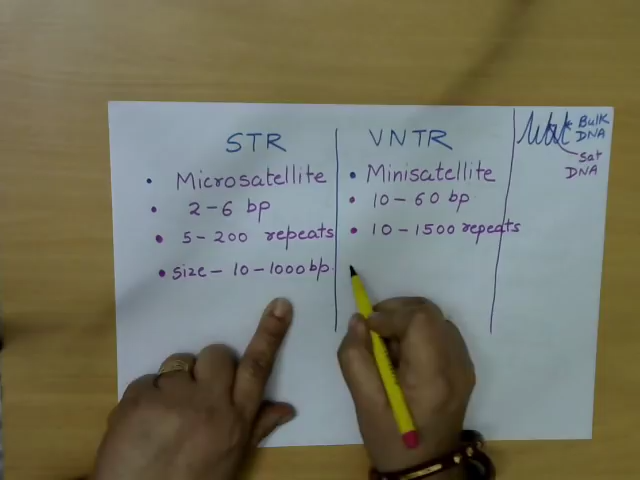 STR
• Microsatellite
• 2-6 bp
• 5-200 repeats
• size - 10-1000 bp
VNTR
• Minisatellite
• 10-60 bp
• 10-1500 repeats
Bulk
DNA
Sat
DNA